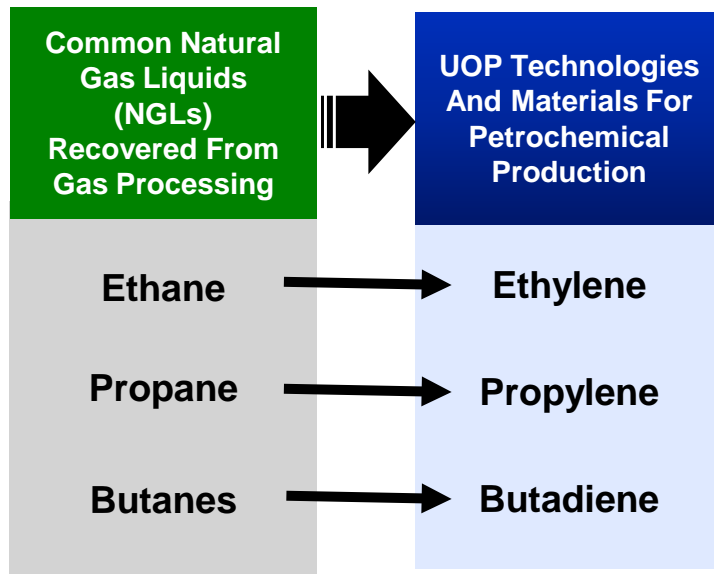 Common Natural
Gas Liquids
(NGLs)
Recovered From
Gas Processing
UOP Technologies
And Materials For
Petrochemical
Production
Ethane
Ethylene
Propane
Propylene
Butanes
Butadiene